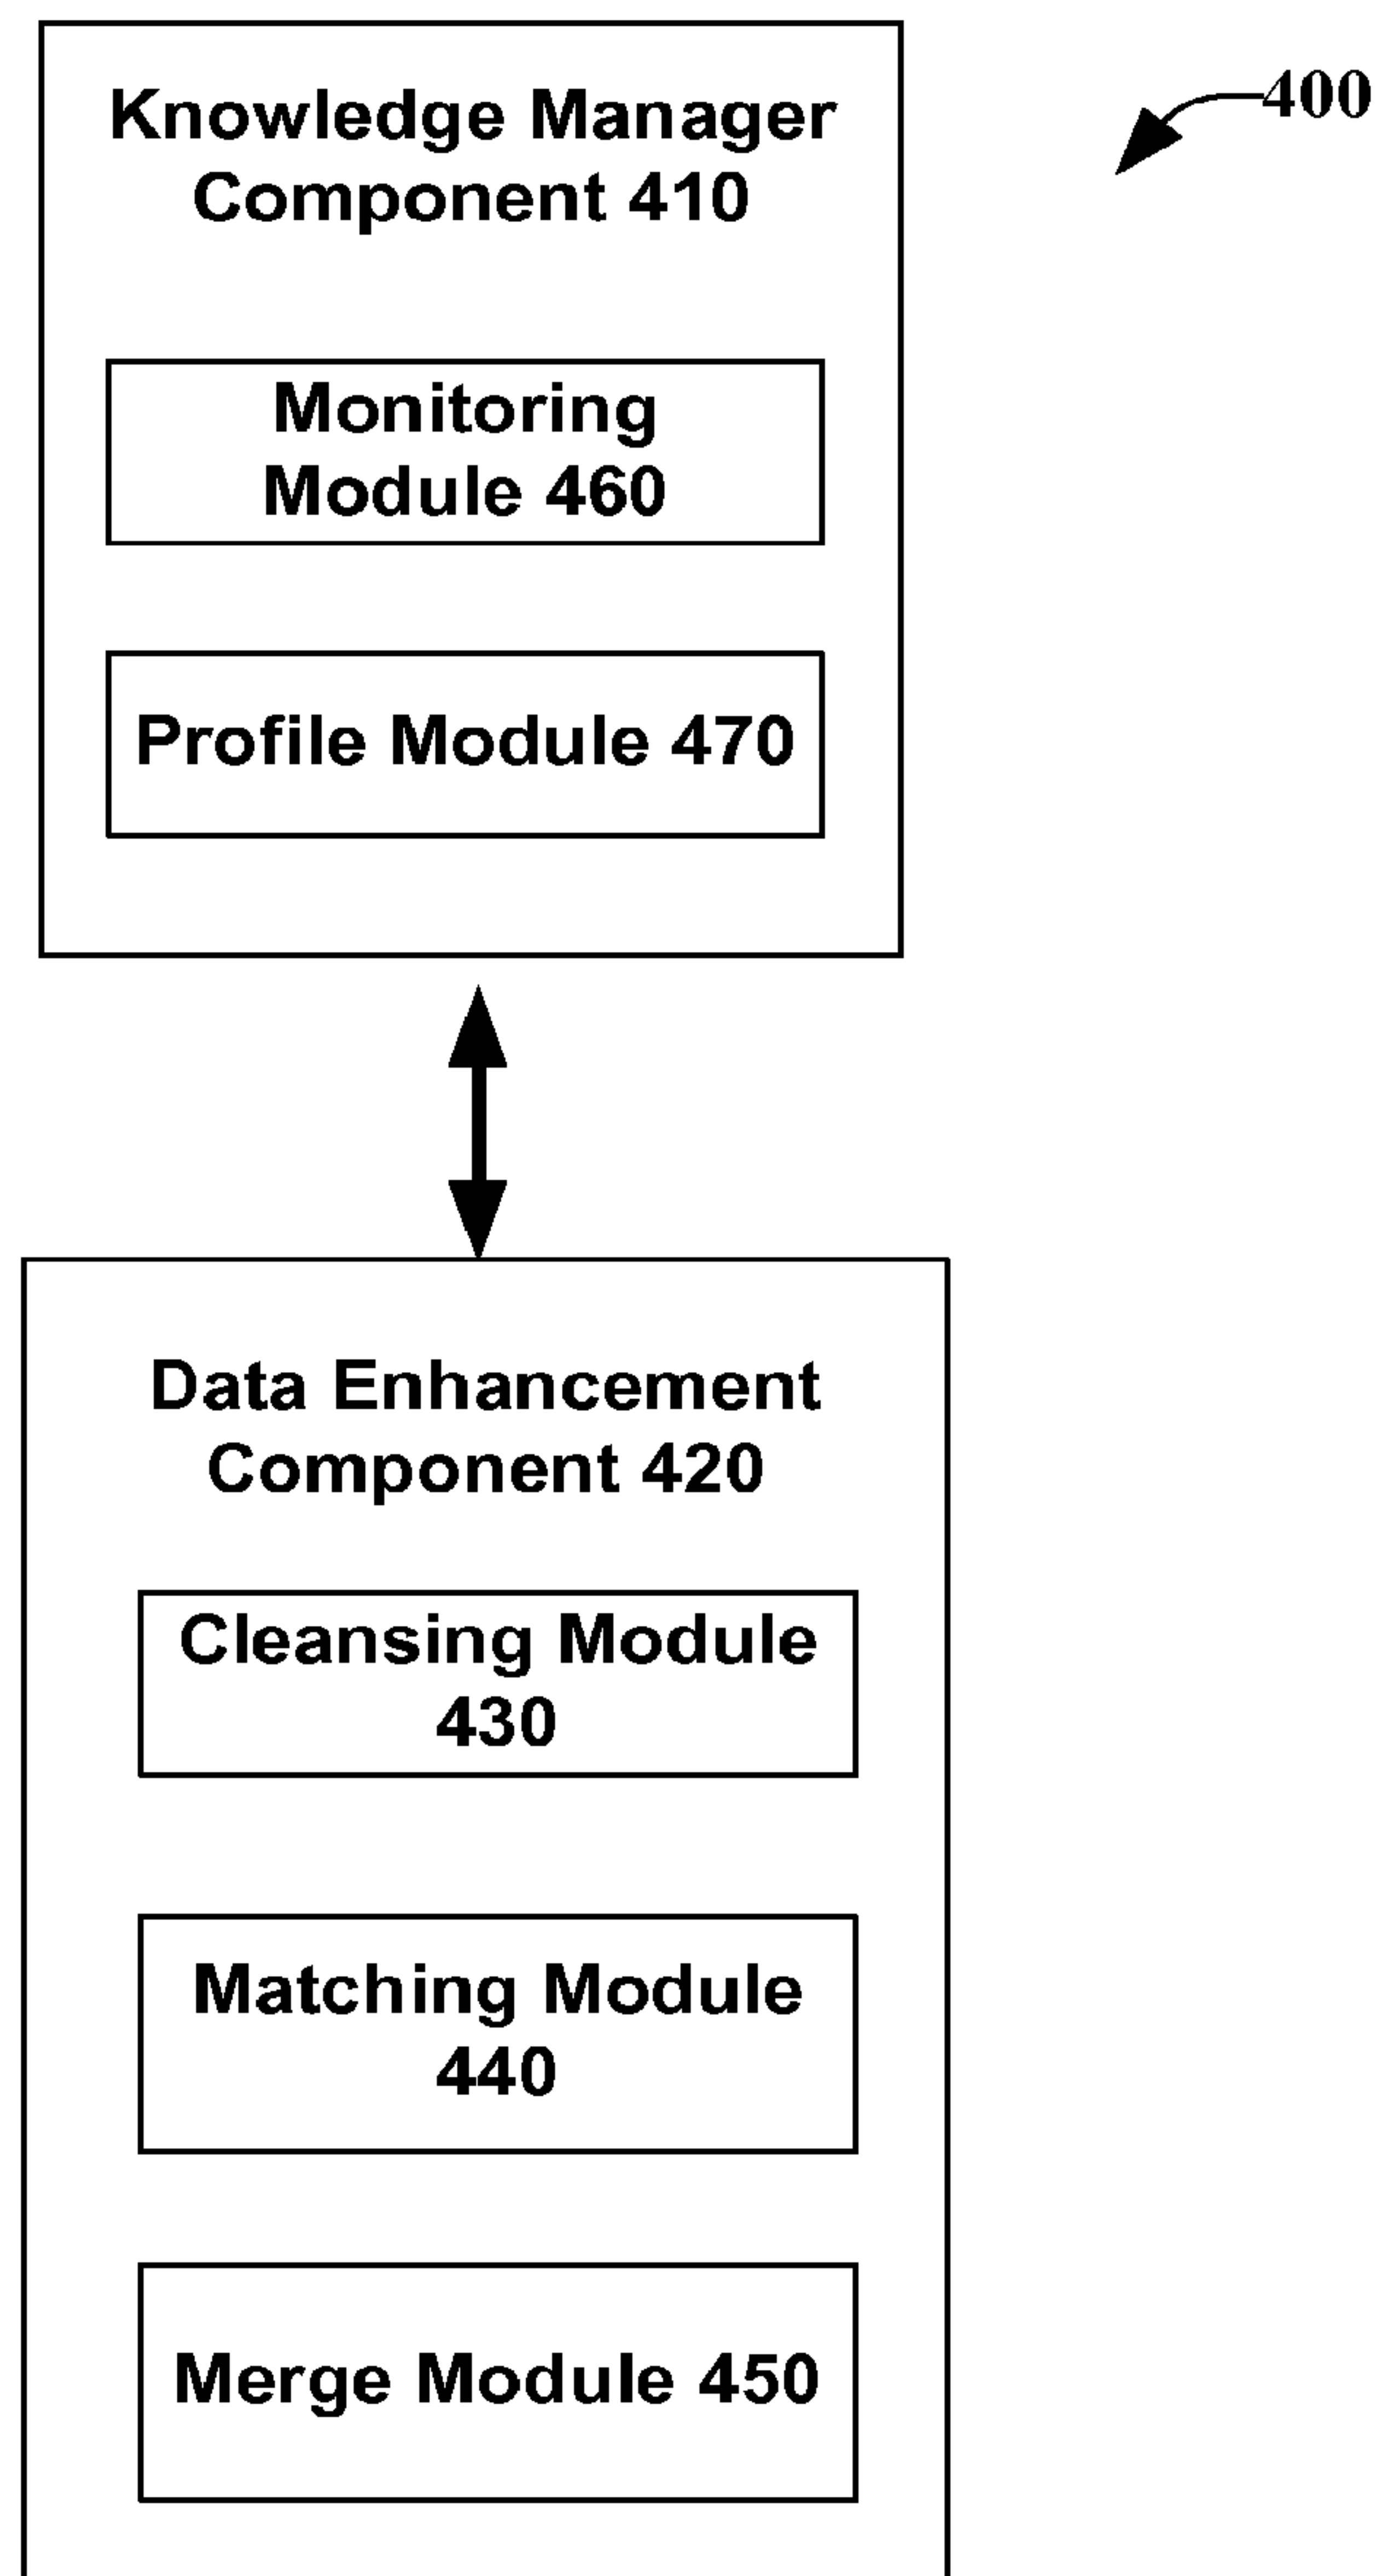 Knowledge Manager
Component 410
400
Monitoring
Module 460
Profile Module 470
Data Enhancement
Component 420
Cleansing Module
430
Matching Module
440
Merge Module 450